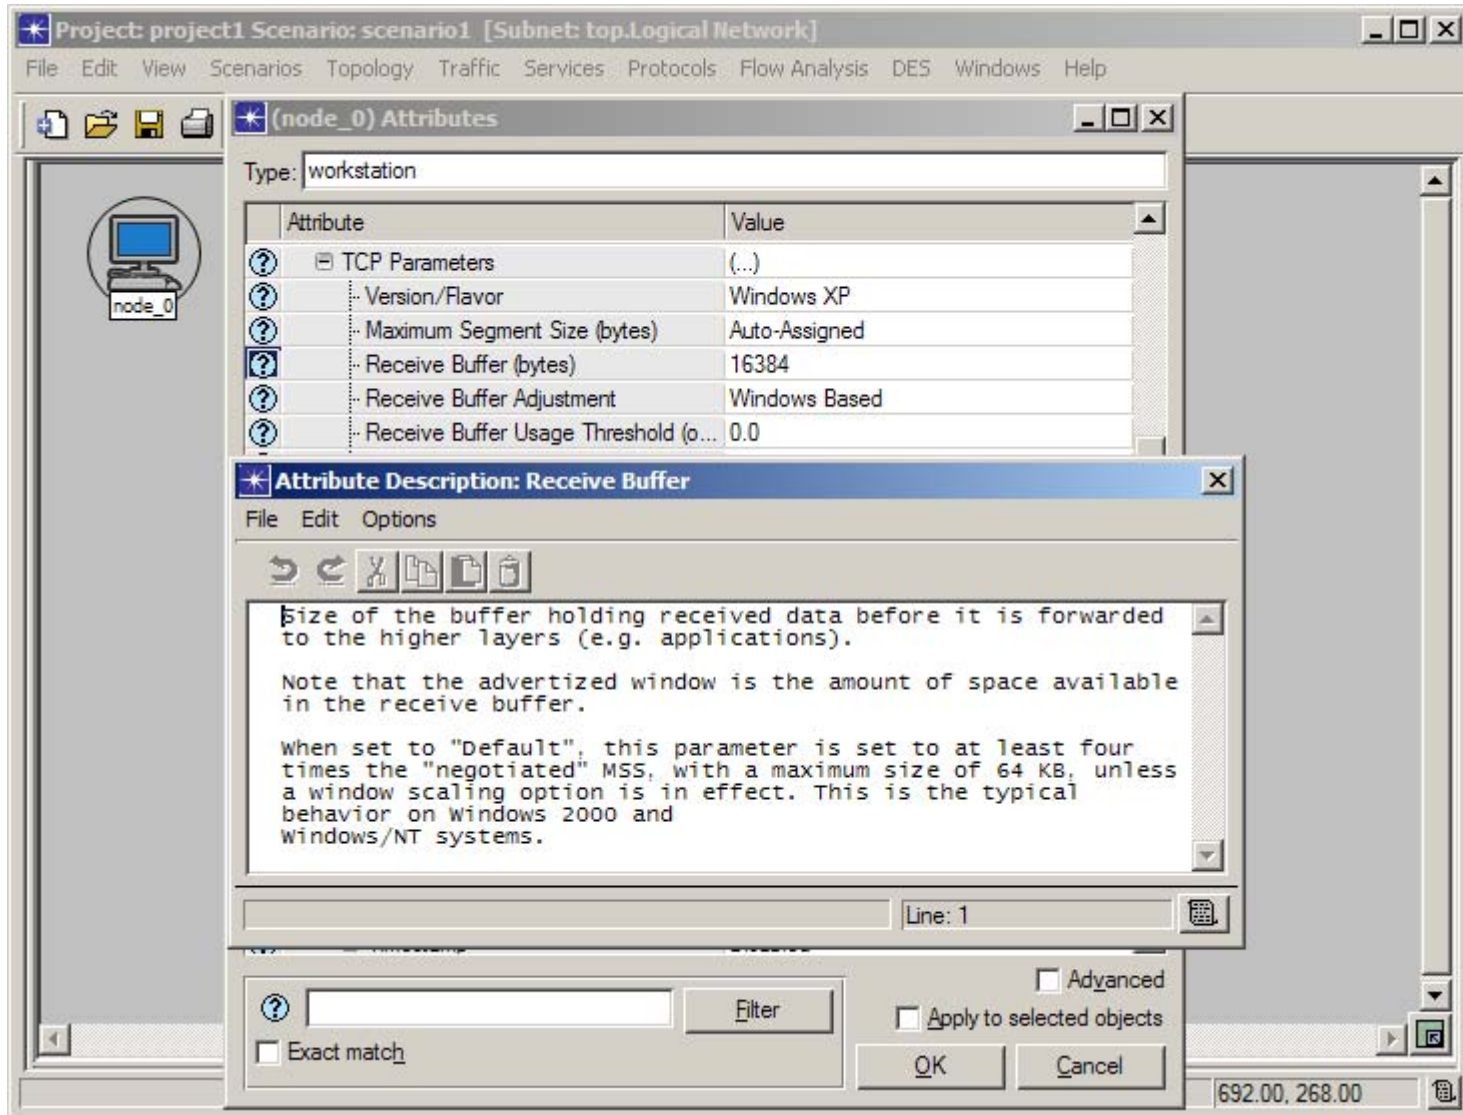 Project: project1 Scenario: scenario1 [Subnet: top.Logical Network]
File Edit View Scenarios Topology Traffic Services Protocols Flow Analysis DES Windows Help
(node_0) Attributes
Type: workstation
node_0
Attribute Value
TCP Parameters (...)
Version/Flavor Windows XP
Maximum Segment Size (bytes) Auto-Assigned
Receive Buffer (bytes) 16384
Receive Buffer Adjustment Windows Based
Receive Buffer Usage Threshold (o... 0.0
Attribute Description: Receive Buffer
File Edit Options
Size of the buffer holding received data before it is forwarded
to the higher layers (e.g. applications).
Note that the advertized window is the amount of space available
in the receive buffer.
When set to "Default", this parameter is set to at least four
times the "negotiated" MSS, with a maximum size of 64 KB, unless
a window scaling option is in effect. This is the typical
behavior on Windows 2000 and
Windows/NT systems.
Line: 1
Advanced
Filter
Apply to selected objects
Exact match
OK Cancel
692.00, 268.00